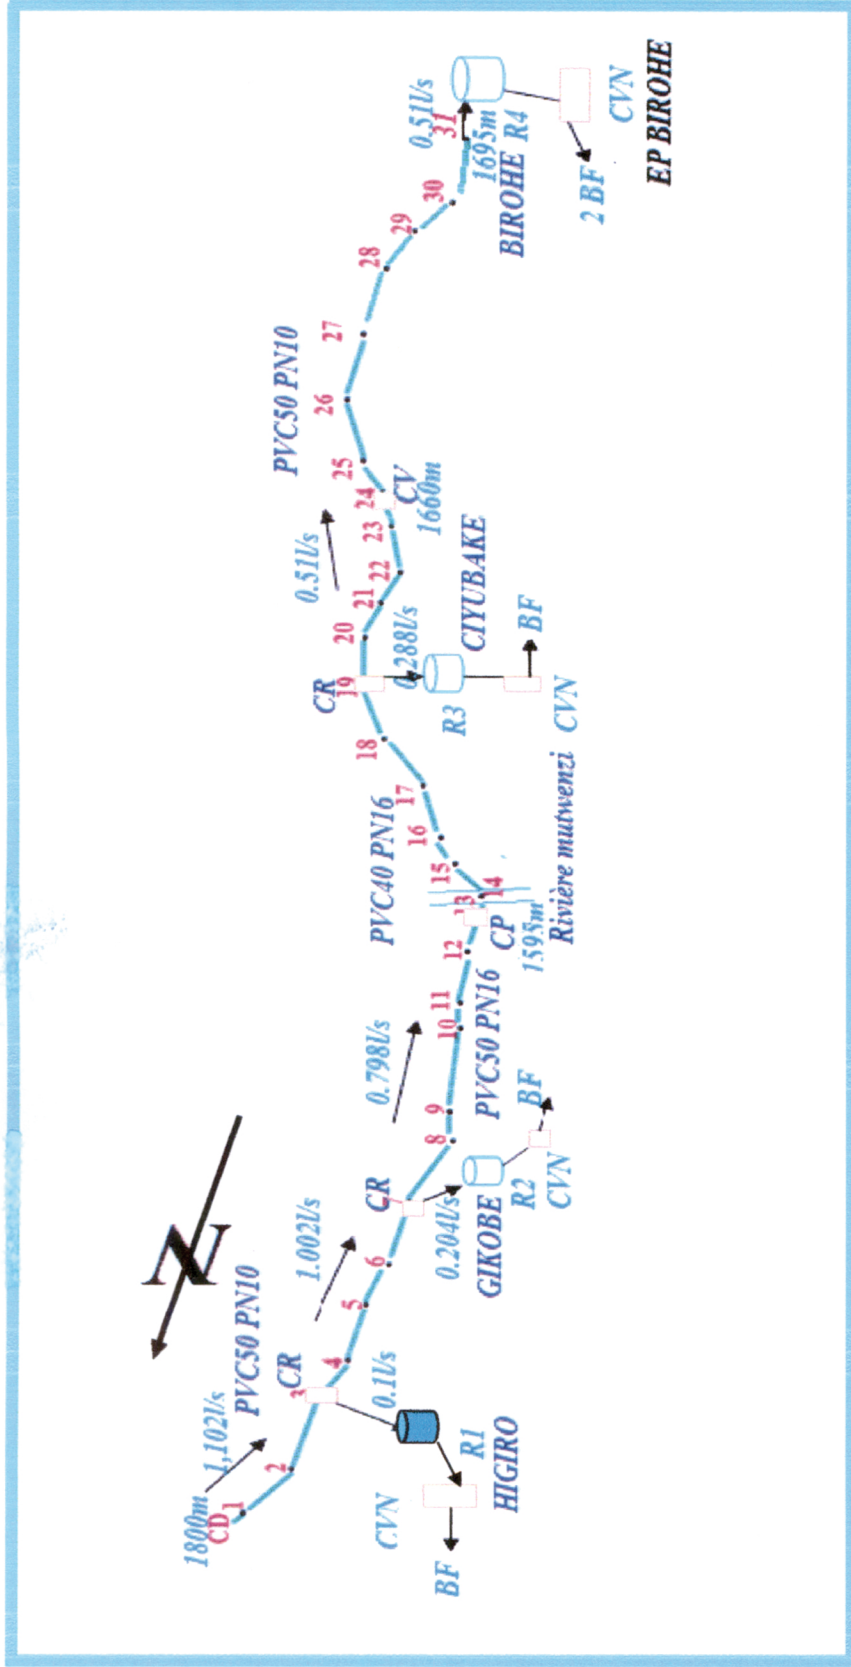 1800m
CD
1
1,102l/s
2
PVC50 PN10
3
CR
0.1l/s
R1
HIGIRO
CVN
BF
N
4
5
6
1.002l/s
CR
0.204l/s
GIKOBE
R2
CVN
BF
8
9
0.798l/s
10
11
PVC50 PN16
12
13
CP
1595m
14
Rivière mutwenzi
15
16
PVC40 PN16
17
18
CR
19
0.288l/s
R3
CIYUBAKE
CVN
BF
20
21
22
0.51l/s
23
24
CV
1660m
25
PVC50 PN10
26
27
28
29
30
0.51l/s
31
1695m
BIROHE R4
2 BF
CVN
EP BIROHE